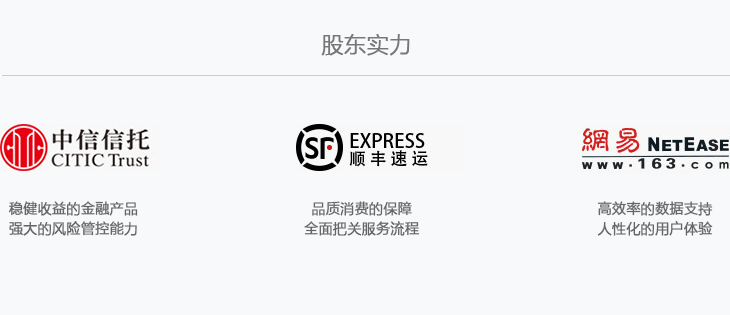 股东实力
中信信托
CITIC Trust
稳健收益的金融产品
强大的风险管控能力
SF EXPRESS
顺丰速运
品质消费的保障
全面把关服务流程
網易 NETEASE
www.163.com
高效率的数据支持
人性化的用户体验